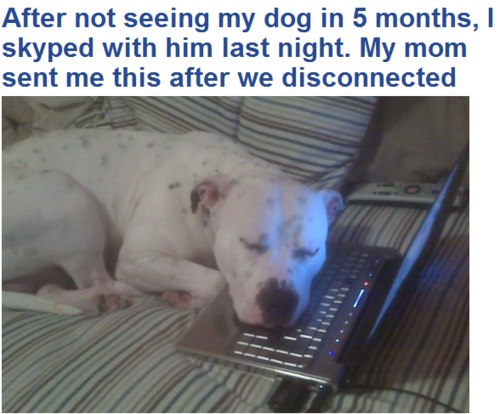 After not seeing my dog in 5 months, I
skyped with him last night. My mom
sent me this after we disconnected